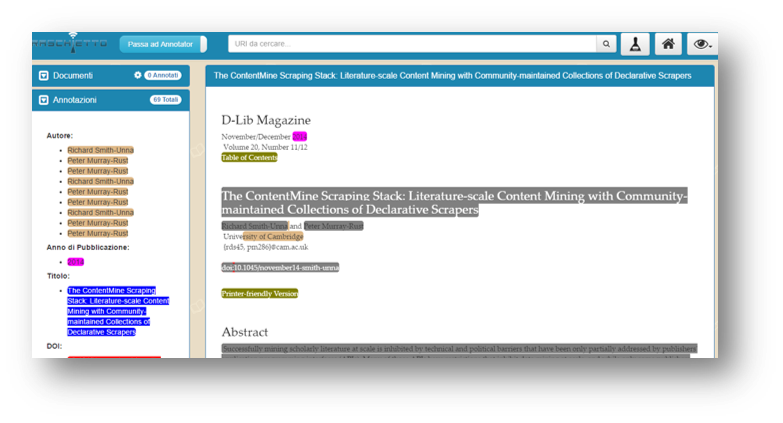 Passa ad Annotator
URI da cercare...
Documenti
0 Annotati
Annotazioni
69 Totali
Autore:
Richard Smith-Unna
Peter Murray-Rust
Peter Murray-Rust
Richard Smith-Unna
Peter Murray-Rust
Peter Murray-Rust
Richard Smith-Unna
Peter Murray-Rust
Peter Murray-Rust
Anno di Pubblicazione:
2014
Titolo:
The ContentMine Scraping
Stack: Literature-scale Content
Mining with Community-
maintained Collections of
Declarative Scrapers
DOI:
The ContentMine Scraping Stack: Literature-scale Content Mining with Community-maintained Collections of Declarative Scrapers
D-Lib Magazine
November/December 2014
Volume 20, Number 11/12
Table of Contents
The ContentMine Scraping Stack: Literature-scale Content Mining with Community-
maintained Collections of Declarative Scrapers
Richard Smith-Unna and Peter Murray-Rust
University of Cambridge
{rds45, pm286}@cam.ac.uk
doi:10.1045/november14-smith-unna
Printer-friendly Version
Abstract
Successfully mining scholarly literature at scale is inhibited by technical and political barriers that have been only partially addressed by publishers